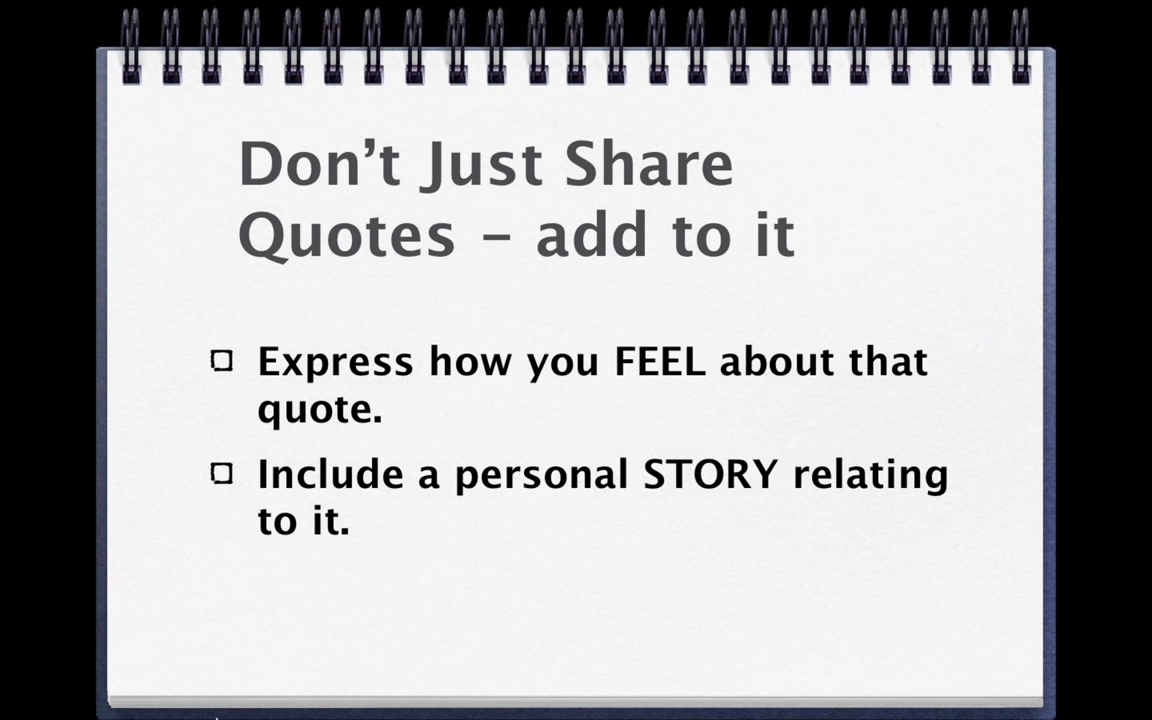 Don’t Just Share
Quotes – add to it
Express how you FEEL about that
quote.
Include a personal STORY relating
to it.